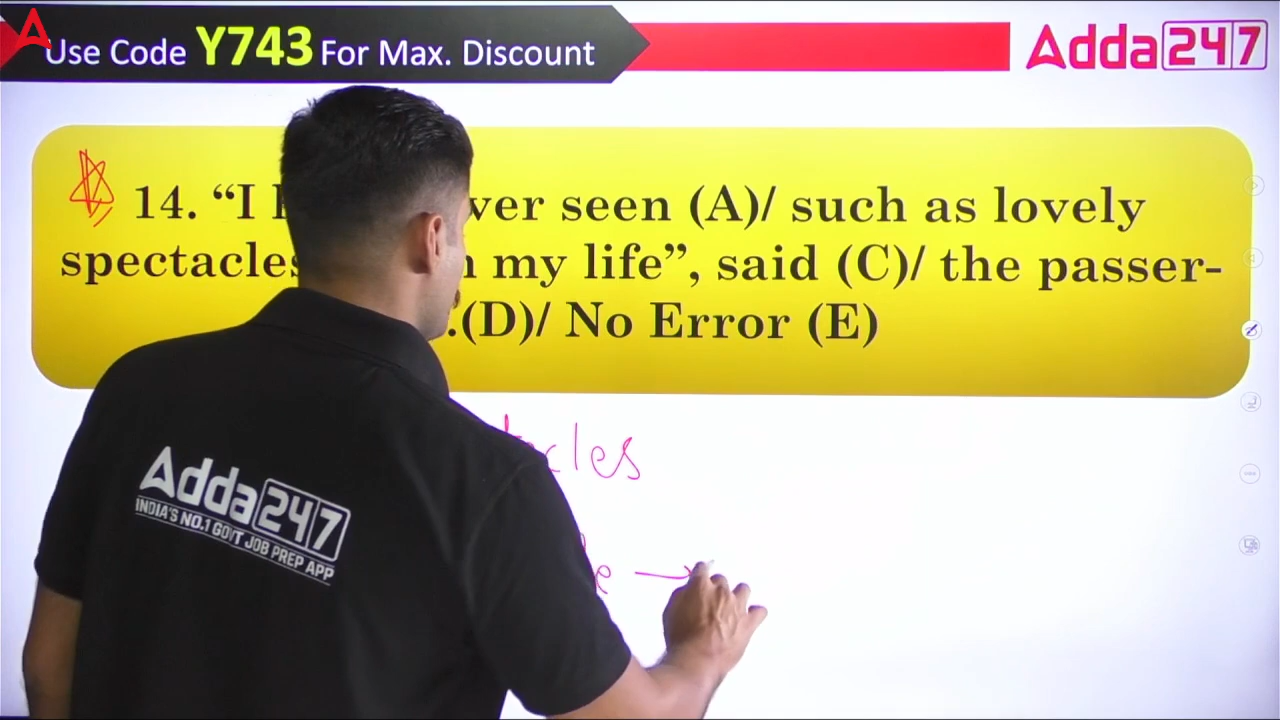 Use Code Y743 For Max. Discount
Adda247
14. “I ver seen (A)/ such as lovely
spectacles my life”, said (C)/ the passer-
.(D)/ No Error (E)
cles
e →
Adda247
INDIA'S NO.1 GOVT JOB PREP APP